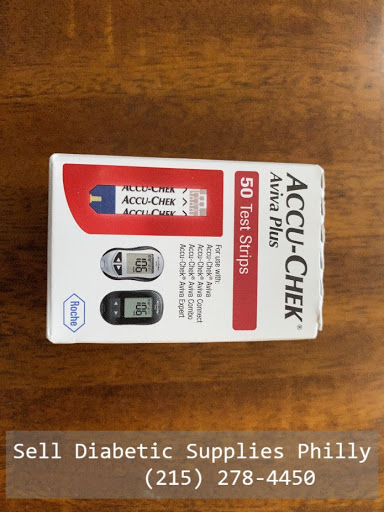 ACCU-CHEK®
Aviva Plus
50 Test Strips
For use with:
Accu-Chek® Aviva
Accu-Chek® Aviva Connect
Accu-Chek® Aviva Combo
Accu-Chek® Aviva Expert
ACCU-CHEK
ACCU-CHEK
ACCU-CHEK
106
106
Roche
Sell Diabetic Supplies Philly
(215) 278-4450